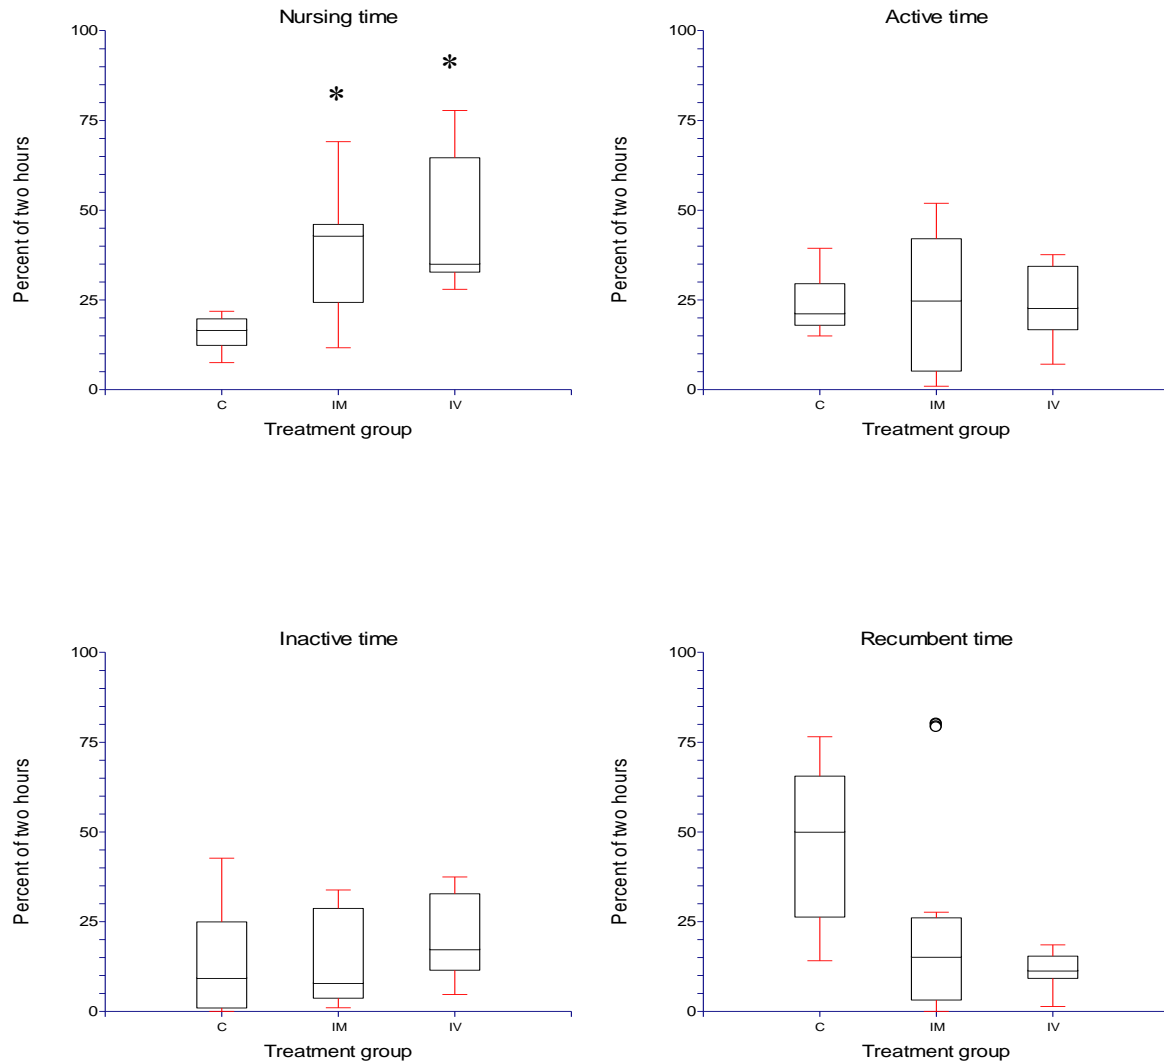 Nursing time
100
75
50
25
0
Percent of two hours
*
*
C IM IV
Treatment group
Active time
100
75
50
25
0
Percent of two hours
C IM IV
Treatment group
Inactive time
100
75
50
25
0
Percent of two hours
C IM IV
Treatment group
Recumbent time
100
75
50
25
0
Percent of two hours
C IM IV
Treatment group